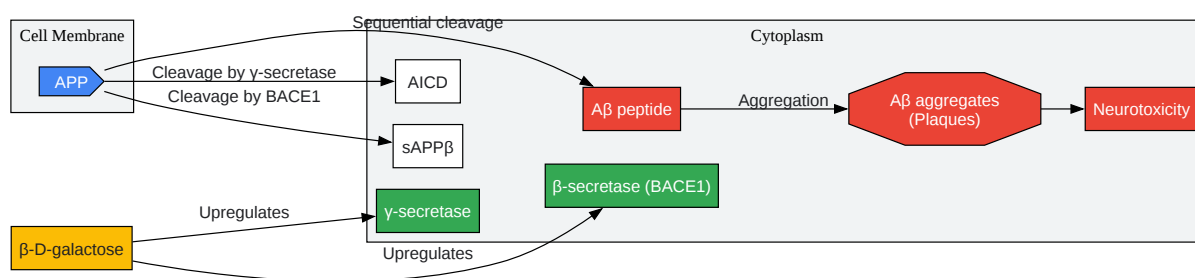 Sequential cleavage
Cell Membrane
Cytoplasm
APP
Cleavage by γ-secretase
AICD
Cleavage by BACE1
Aβ peptide
Aggregation
Aβ aggregates
(Plaques)
Neurotoxicity
sAPPβ
β-secretase (BACE1)
γ-secretase
Upregulates
β-D-galactose
Upregulates